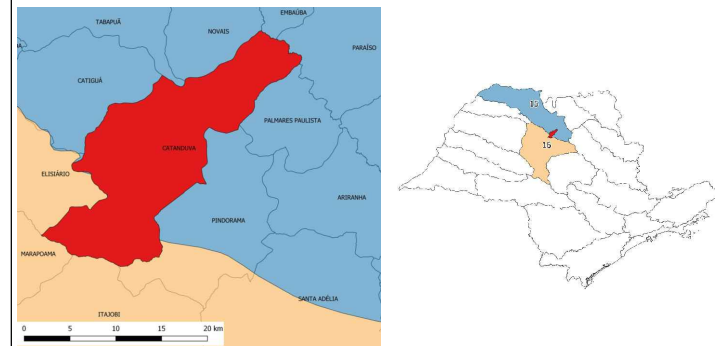 EMBAÚBA
TABAPUÃ
NOVAIS
PARAÍSO
CATIGUÁ
PALMARES PAULISTA
CATANDUVA
ELISIÁRIO
ARIRANHA
PINDORAMA
MARAPOAMA
SANTA ADÉLIA
ITAJOBI
0 5 10 15 20 km
16